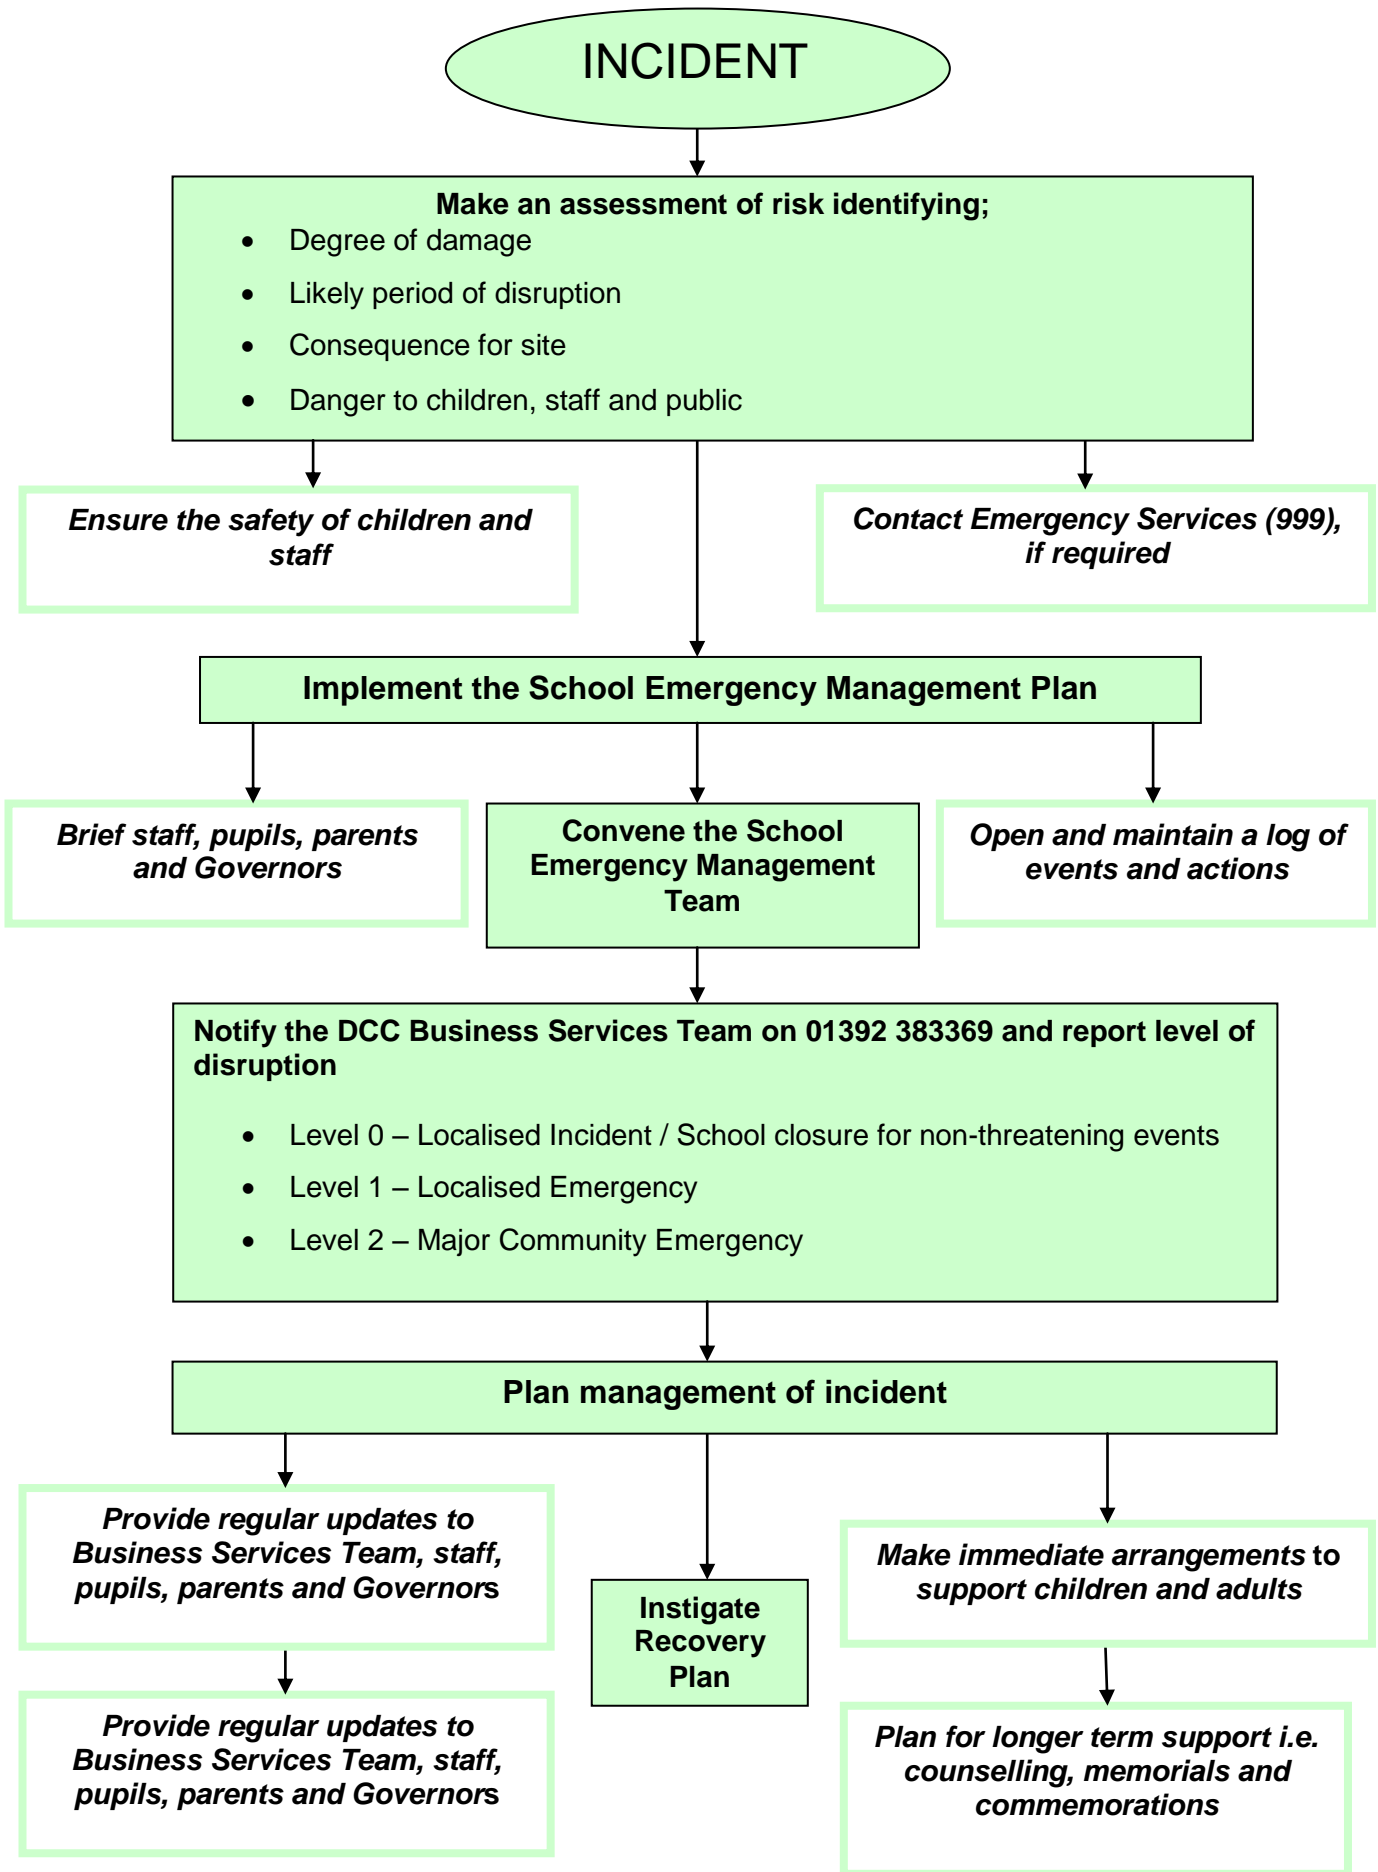 INCIDENT
Make an assessment of risk identifying;
• Degree of damage
• Likely period of disruption
• Consequence for site
• Danger to children, staff and public
Ensure the safety of children and
staff
Contact Emergency Services (999),
if required
Implement the School Emergency Management Plan
Brief staff, pupils, parents
and Governors
Convene the School
Emergency Management
Team
Open and maintain a log of
events and actions
Notify the DCC Business Services Team on 01392 383369 and report level of
disruption
• Level 0 – Localised Incident / School closure for non-threatening events
• Level 1 – Localised Emergency
• Level 2 – Major Community Emergency
Plan management of incident
Provide regular updates to
Business Services Team, staff,
pupils, parents and Governors
Instigate
Recovery
Plan
Make immediate arrangements to
support children and adults
Provide regular updates to
Business Services Team, staff,
pupils, parents and Governors
Plan for longer term support i.e.
counselling, memorials and
commemorations